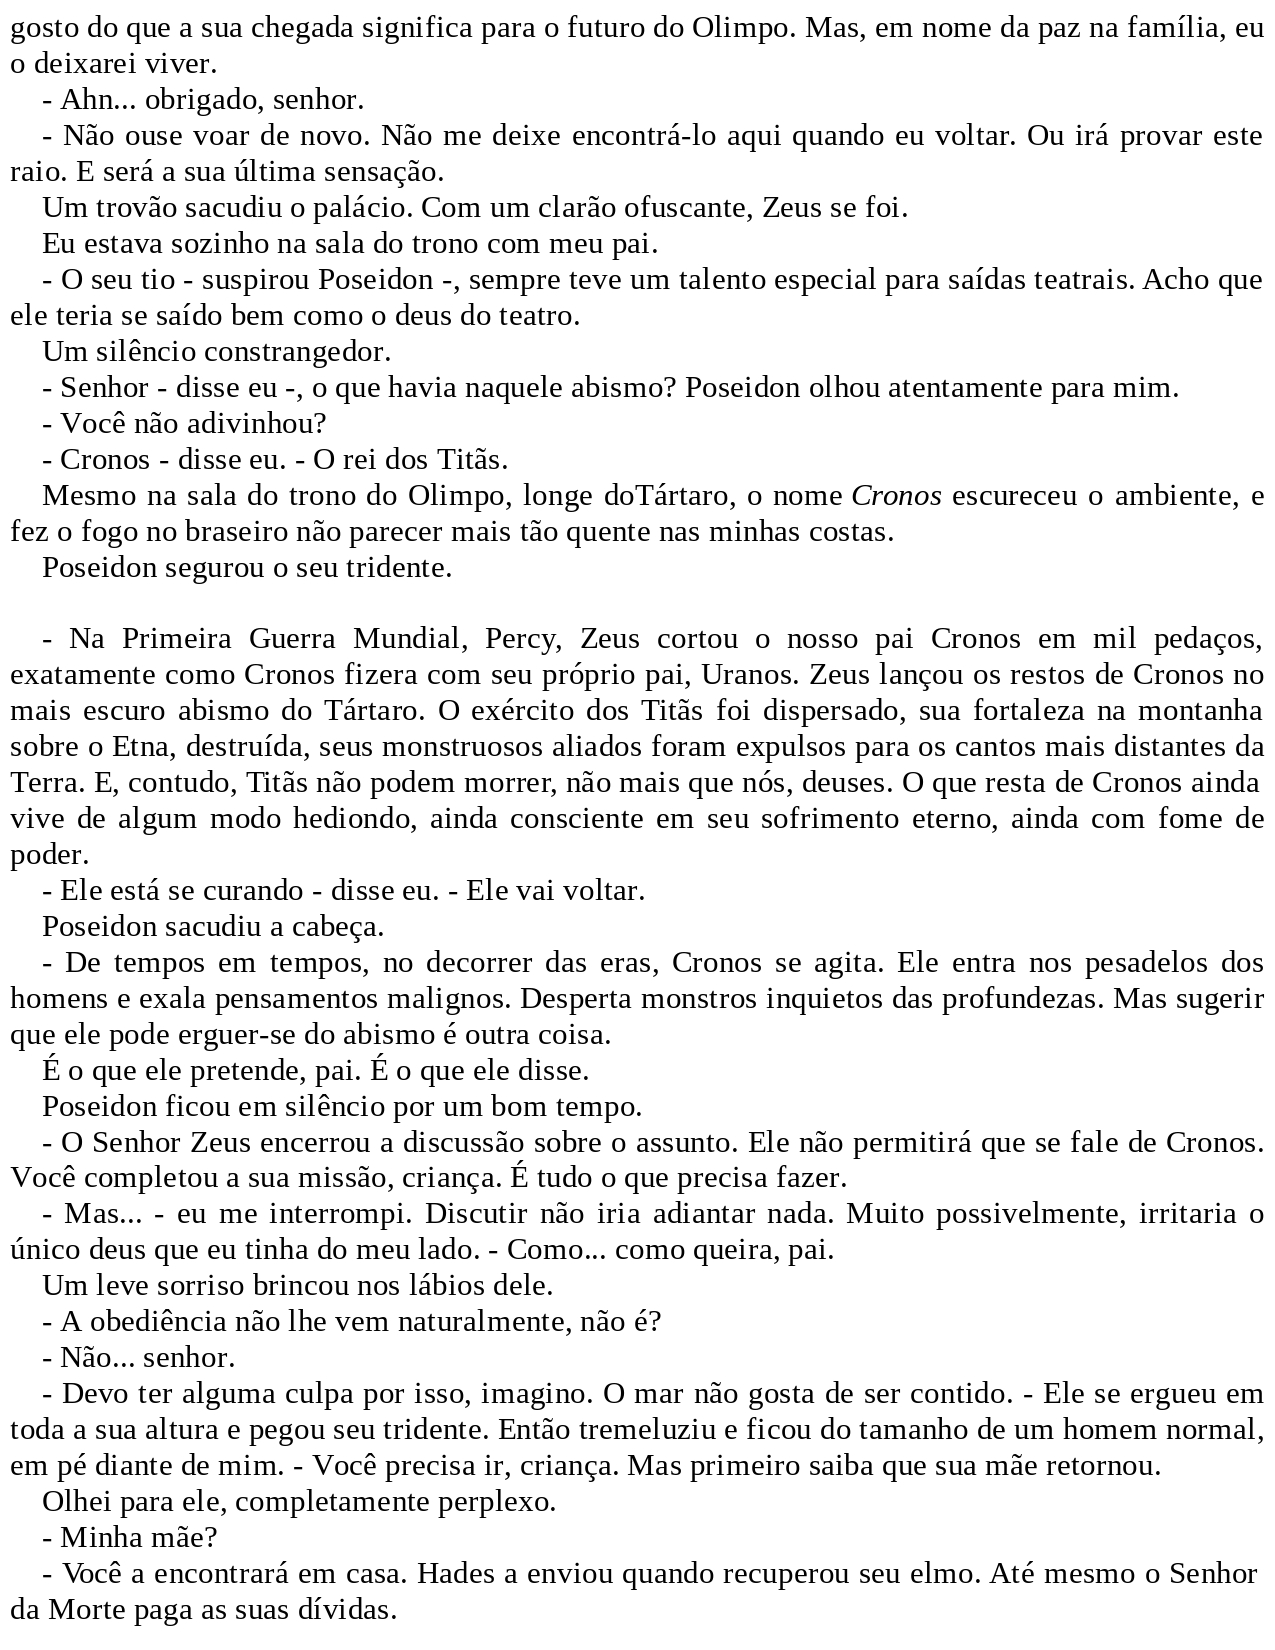 gosto do que a sua chegada significa para o futuro do Olimpo. Mas, em nome da paz na família, eu
o deixarei viver.
- Ahn... obrigado, senhor.
- Não ouse voar de novo. Não me deixe encontrá-lo aqui quando eu voltar. Ou irá provar este
raio. E será a sua última sensação.
Um trovão sacudiu o palácio. Com um clarão ofuscante, Zeus se foi.
Eu estava sozinho na sala do trono com meu pai.
- O seu tio - suspirou Poseidon -, sempre teve um talento especial para saídas teatrais. Acho que
ele teria se saído bem como o deus do teatro.
Um silêncio constrangedor.
- Senhor - disse eu -, o que havia naquele abismo? Poseidon olhou atentamente para mim.
- Você não adivinhou?
- Cronos - disse eu. - O rei dos Titãs.
Mesmo na sala do trono do Olimpo, longe doTártaro, o nome Cronos escureceu o ambiente, e
fez o fogo no braseiro não parecer mais tão quente nas minhas costas.
Poseidon segurou o seu tridente.
- Na Primeira Guerra Mundial, Percy, Zeus cortou o nosso pai Cronos em mil pedaços,
exatamente como Cronos fizera com seu próprio pai, Uranos. Zeus lançou os restos de Cronos no
mais escuro abismo do Tártaro. O exército dos Titãs foi dispersado, sua fortaleza na montanha
sobre o Etna, destruída, seus monstruosos aliados foram expulsos para os cantos mais distantes da
Terra. E, contudo, Titãs não podem morrer, não mais que nós, deuses. O que resta de Cronos ainda
vive de algum modo hediondo, ainda consciente em seu sofrimento eterno, ainda com fome de
poder.
- Ele está se curando - disse eu. - Ele vai voltar.
Poseidon sacudiu a cabeça.
- De tempos em tempos, no decorrer das eras, Cronos se agita. Ele entra nos pesadelos dos
homens e exala pensamentos malignos. Desperta monstros inquietos das profundezas. Mas sugerir
que ele pode erguer-se do abismo é outra coisa.
É o que ele pretende, pai. É o que ele disse.
Poseidon ficou em silêncio por um bom tempo.
- O Senhor Zeus encerrou a discussão sobre o assunto. Ele não permitirá que se fale de Cronos.
Você completou a sua missão, criança. É tudo o que precisa fazer.
- Mas... - eu me interrompi. Discutir não iria adiantar nada. Muito possivelmente, irritaria o
único deus que eu tinha do meu lado. - Como... como queira, pai.
Um leve sorriso brincou nos lábios dele.
- A obediência não lhe vem naturalmente, não é?
- Não... senhor.
- Devo ter alguma culpa por isso, imagino. O mar não gosta de ser contido. - Ele se ergueu em
toda a sua altura e pegou seu tridente. Então tremeluziu e ficou do tamanho de um homem normal,
em pé diante de mim. - Você precisa ir, criança. Mas primeiro saiba que sua mãe retornou.
Olhei para ele, completamente perplexo.
- Minha mãe?
- Você a encontrará em casa. Hades a enviou quando recuperou seu elmo. Até mesmo o Senhor
da Morte paga as suas dívidas.